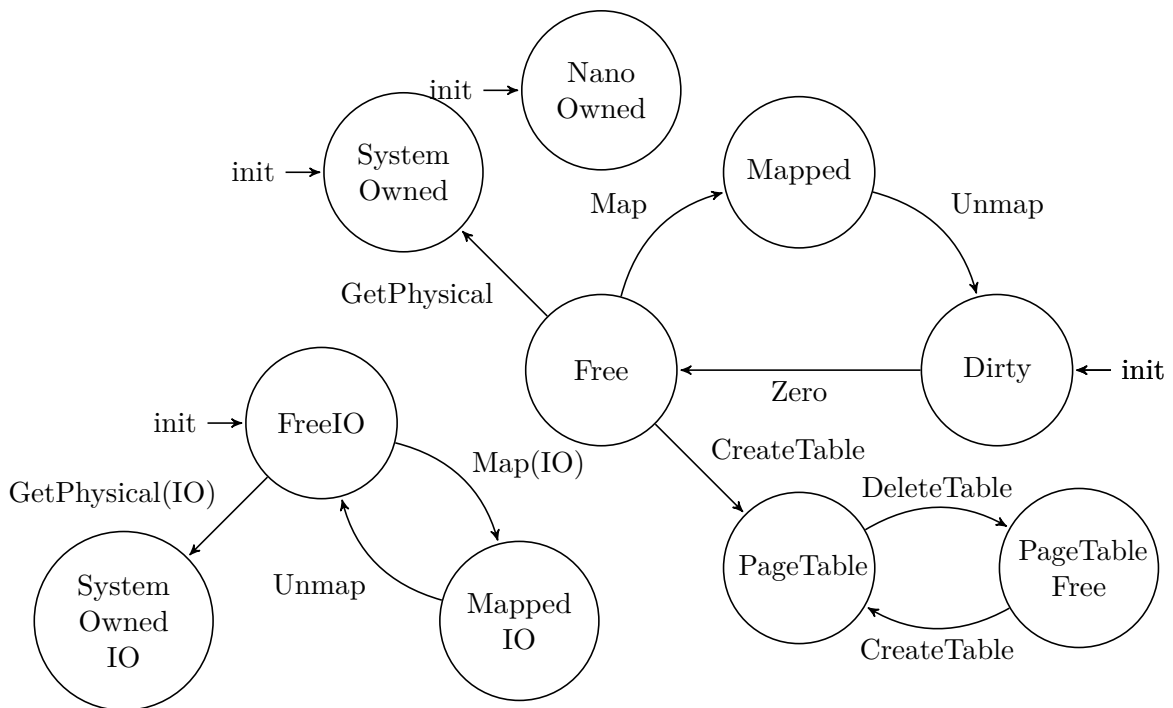 init
Nano
Owned
init
System
Owned
Mapped
Map
Unmap
GetPhysical
Free
Zero
Dirty
init
init
FreeIO
Map(IO)
GetPhysical(IO)
Unmap
System
Owned
IO
Mapped
IO
CreateTable
DeleteTable
PageTable
PageTable
Free
CreateTable